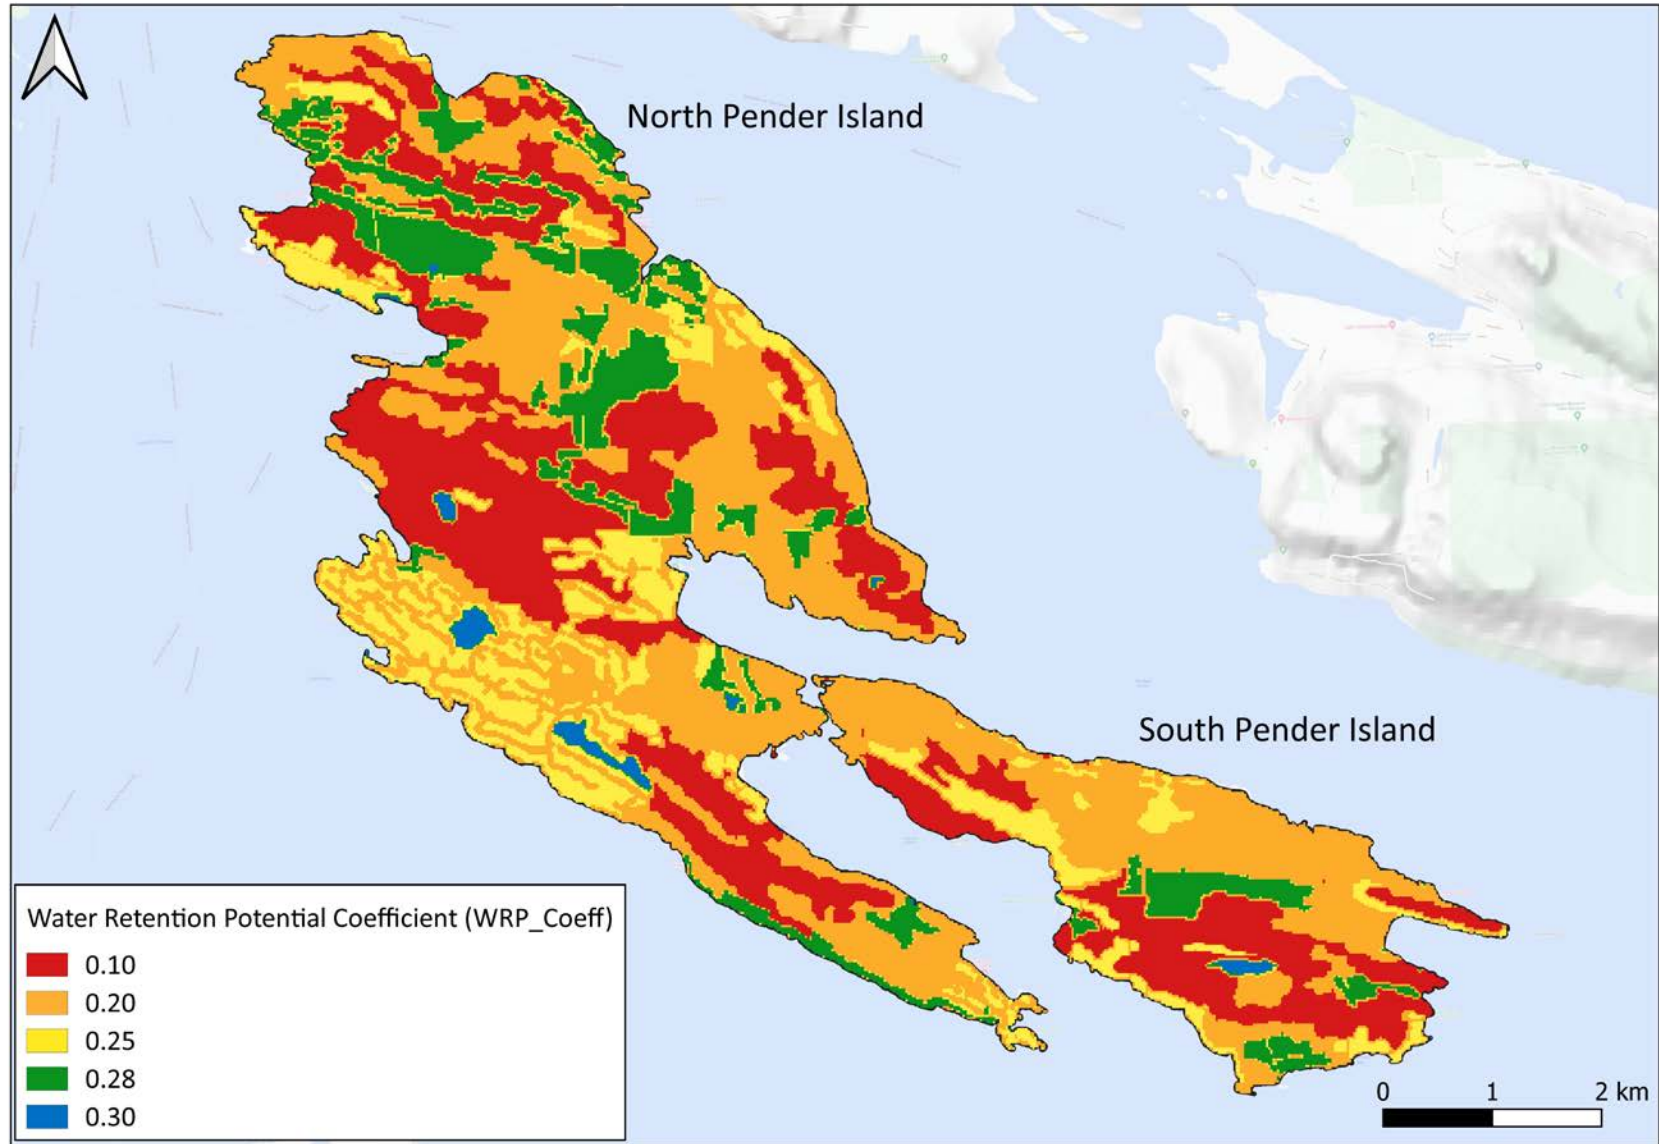 North Pender Island
South Pender Island
Water Retention Potential Coefficient (WRP_Coeff)
0.10
0.20
0.25
0.28
0.30
0 1 2 km